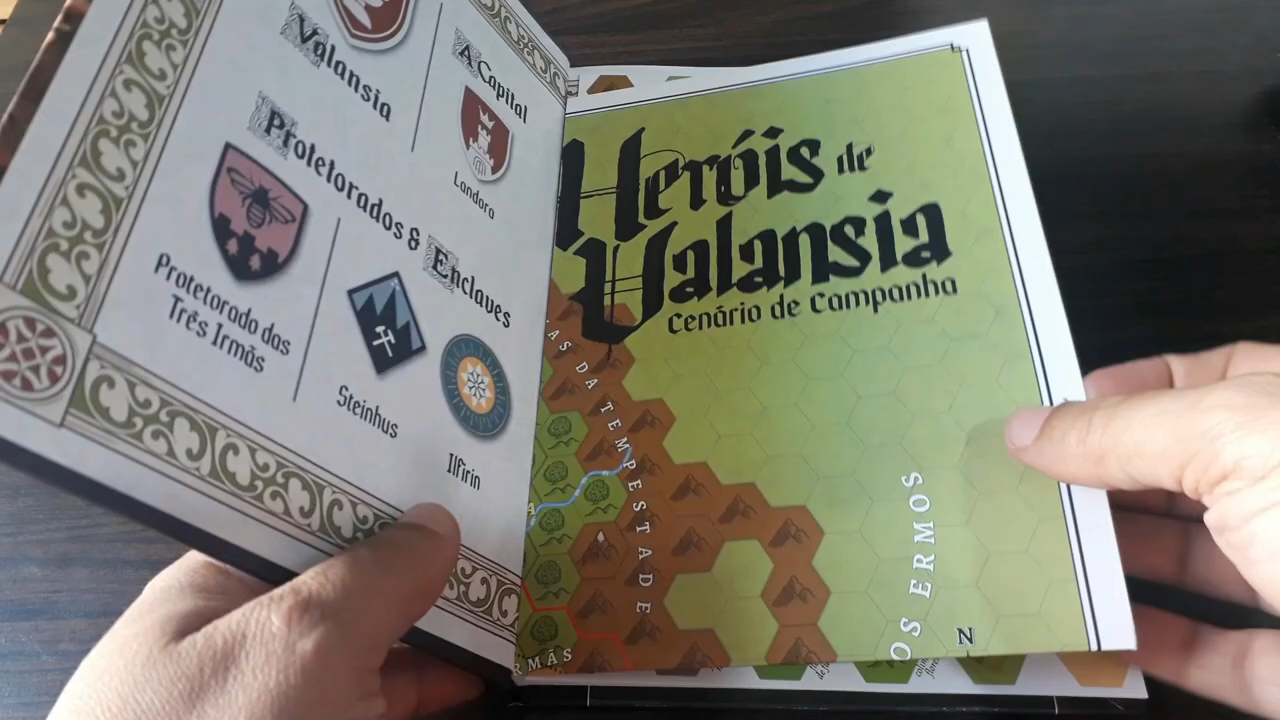 Valansia
A Capital
Landora
Protetorados & Enclaves
Protetorado das
Três Irmãs
Steinhus
Ilfirin
Heróis de
Valansia
Cenário de Campanha
AS DA TEMPESTADE
OS ERMOS
RMÃS
N